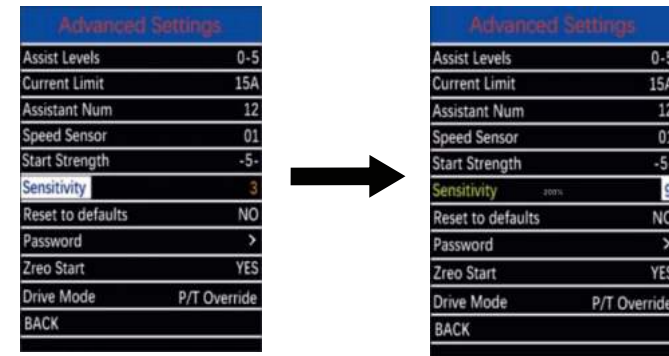 Advanced Settings
Assist Levels 0-5
Current Limit 15A
Assistant Num 12
Speed Sensor 01
Start Strength -5-
Sensitivity 3
Reset to defaults NO
Password >
Zreo Start YES
Drive Mode P/T Override
BACK
Advanced Settings
Assist Levels 0-5
Current Limit 15A
Assistant Num 12
Speed Sensor 01
Start Strength -5
Sensitivity 200% 9
Reset to defaults NO
Password >
Zreo Start YES
Drive Mode P/T Override
BACK